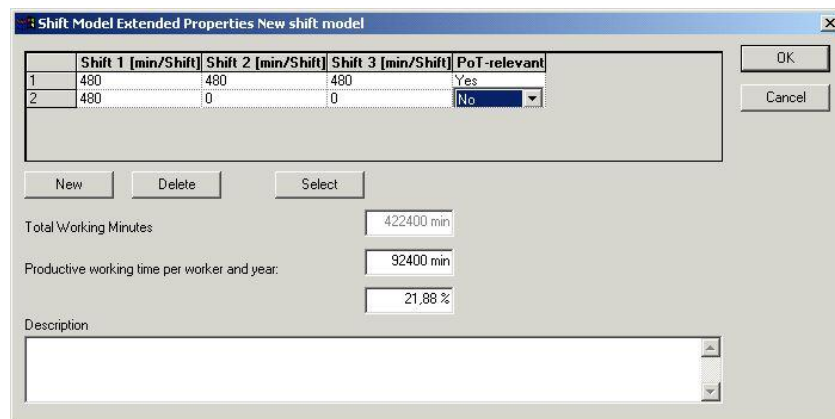 Shift Model Extended Properties New shift model
Shift 1 [min/Shift] Shift 2 [min/Shift] Shift 3 [min/Shift] PoT-relevant
1 480 480 480 Yes
2 480 0 0 No
OK
Cancel
New Delete Select
Total Working Minutes 422400 min
Productive working time per worker and year: 92400 min
21,88 %
Description